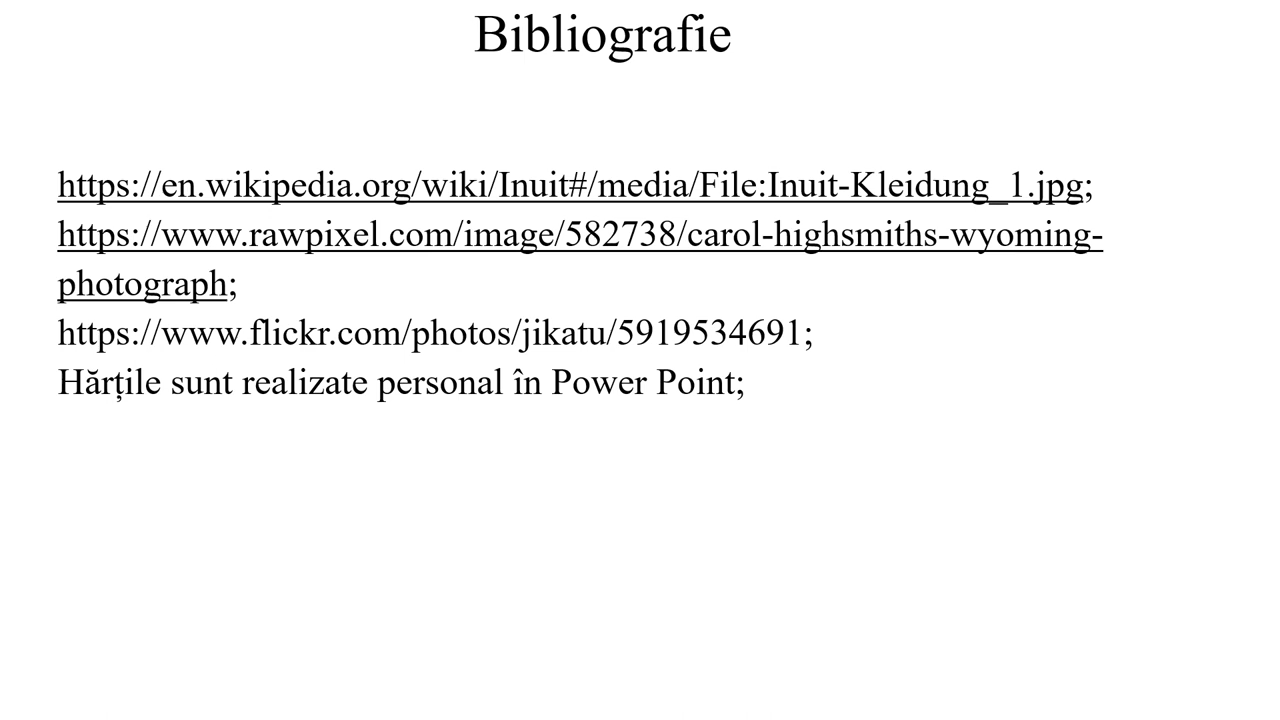 Bibliografie
https://en.wikipedia.org/wiki/Inuit#/media/File:Inuit-Kleidung_1.jpg;
https://www.rawpixel.com/image/582738/carol-highsmiths-wyoming-
photograph;
https://www.flickr.com/photos/jikatu/5919534691;
Hărțile sunt realizate personal în Power Point;